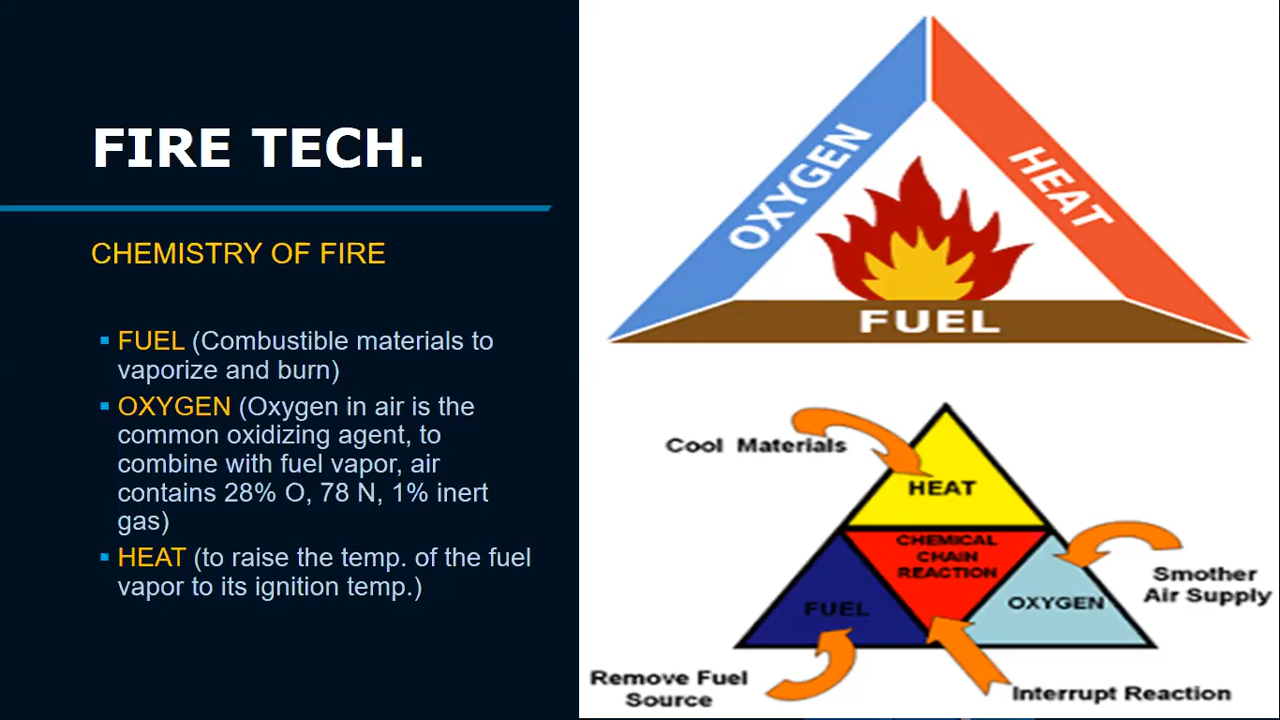 FIRE TECH.
CHEMISTRY OF FIRE
FUEL (Combustible materials to
vaporize and burn)
OXYGEN (Oxygen in air is the
common oxidizing agent, to
combine with fuel vapor, air
contains 28% O, 78 N, 1% inert
gas)
HEAT (to raise the temp. of the fuel
vapor to its ignition temp.)
OXYGEN
HEAT
FUEL
Cool Materials
HEAT
CHEMICAL
CHAIN
REACTION
FUEL
OXYGEN
Smother
Air Supply
Remove Fuel
Source
Interrupt Reaction